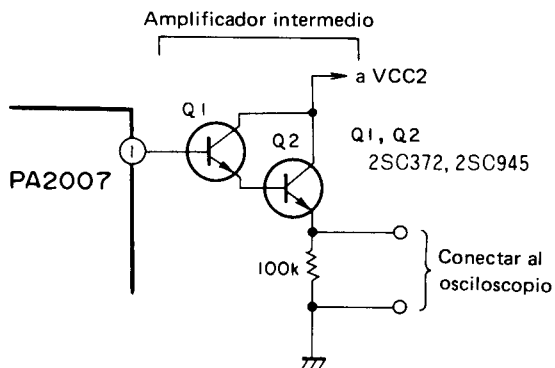 Amplificador intermedio
a VCC2
Q1
Q2
Q1, Q2
2SC372, 2SC945
1
PA2007
100k
Conectar al
osciloscopio